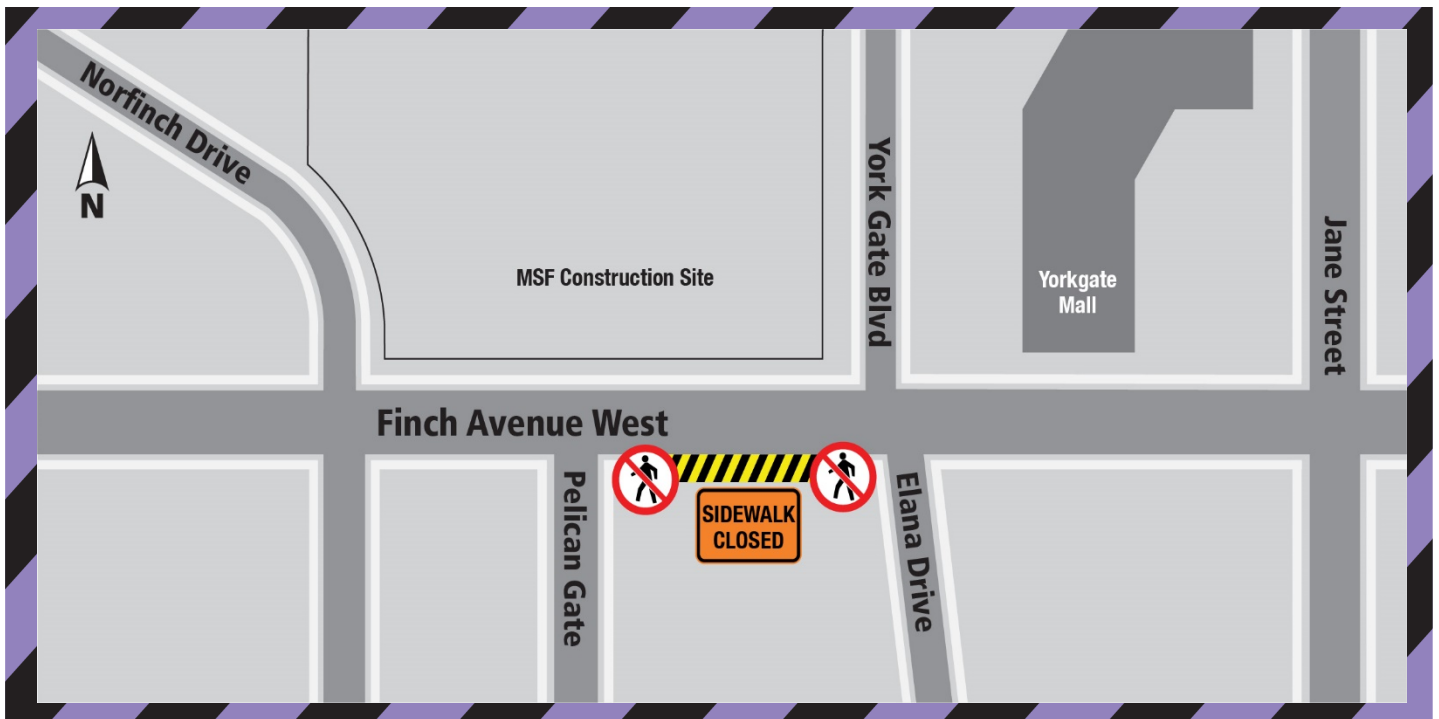 Norfinch Drive
N
MSF Construction Site
York Gate Blvd
Yorkgate
Mall
Jane Street
Finch Avenue West
Pelican Gate
SIDEWALK
CLOSED
Elana Drive